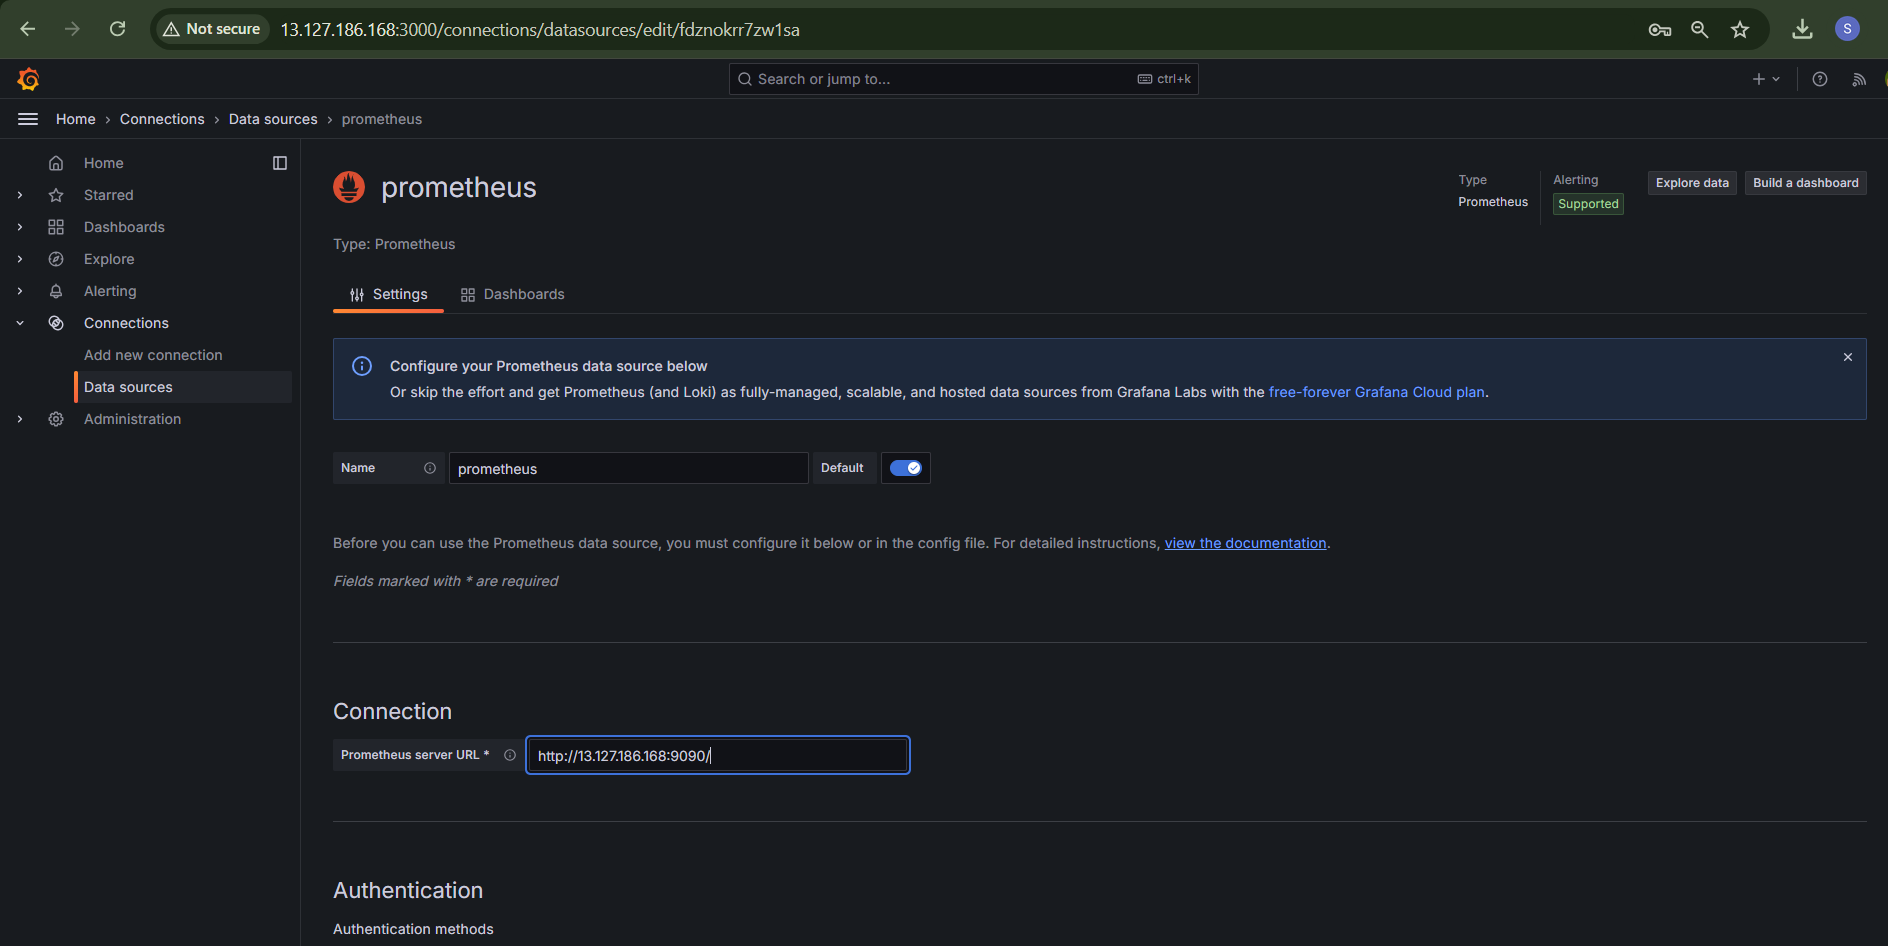 Not secure 13.127.186.168:3000/connections/datasources/edit/fdznokrr7zw1sa
S
Search or jump to... ctrl+k
Home › Connections › Data sources › prometheus
Home
Starred
Dashboards
Explore
Alerting
Connections
Add new connection
Data sources
Administration
prometheus
Type
Prometheus
Alerting
Supported
Explore data
Build a dashboard
Type: Prometheus
Settings
Dashboards
Configure your Prometheus data source below
Or skip the effort and get Prometheus (and Loki) as fully-managed, scalable, and hosted data sources from Grafana Labs with the free-forever Grafana Cloud plan.
Name prometheus Default
Before you can use the Prometheus data source, you must configure it below or in the config file. For detailed instructions, view the documentation.
Fields marked with * are required
Connection
Prometheus server URL * http://13.127.186.168:9090/
Authentication
Authentication methods